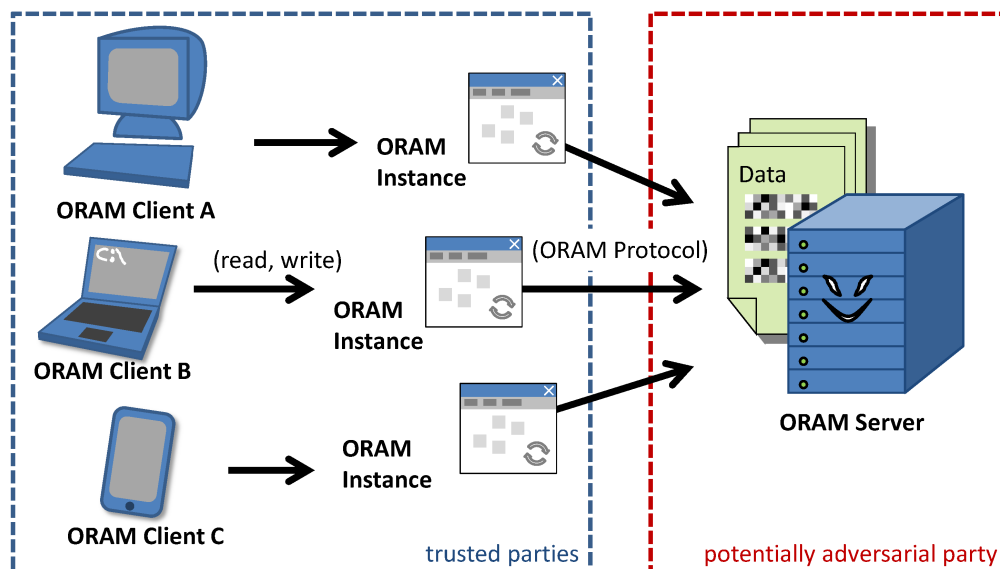 ORAM
Instance
Data
ORAM Client A
C:\
(read, write)
(ORAM Protocol)
ORAM
Instance
ORAM Client B
ORAM Server
ORAM
Instance
ORAM Client C
trusted parties
potentially adversarial party